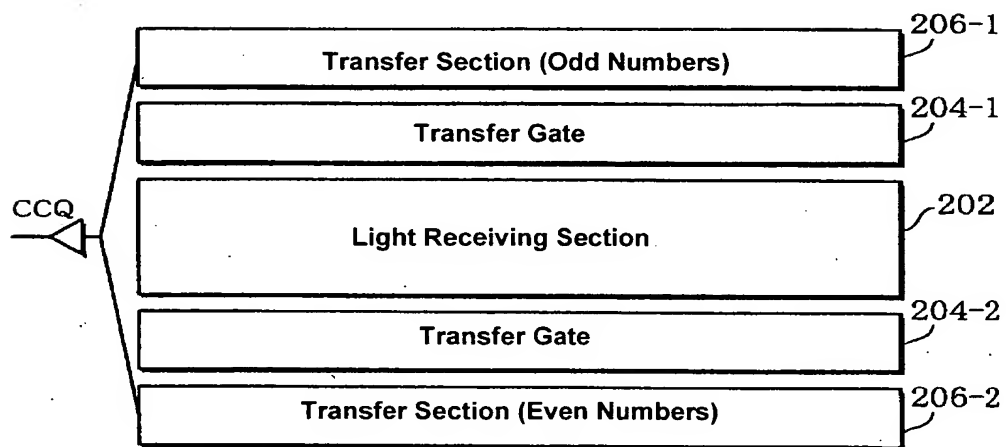 206-1
Transfer Section (Odd Numbers)
204-1
Transfer Gate
CCQ
202
Light Receiving Section
204-2
Transfer Gate
206-2
Transfer Section (Even Numbers)